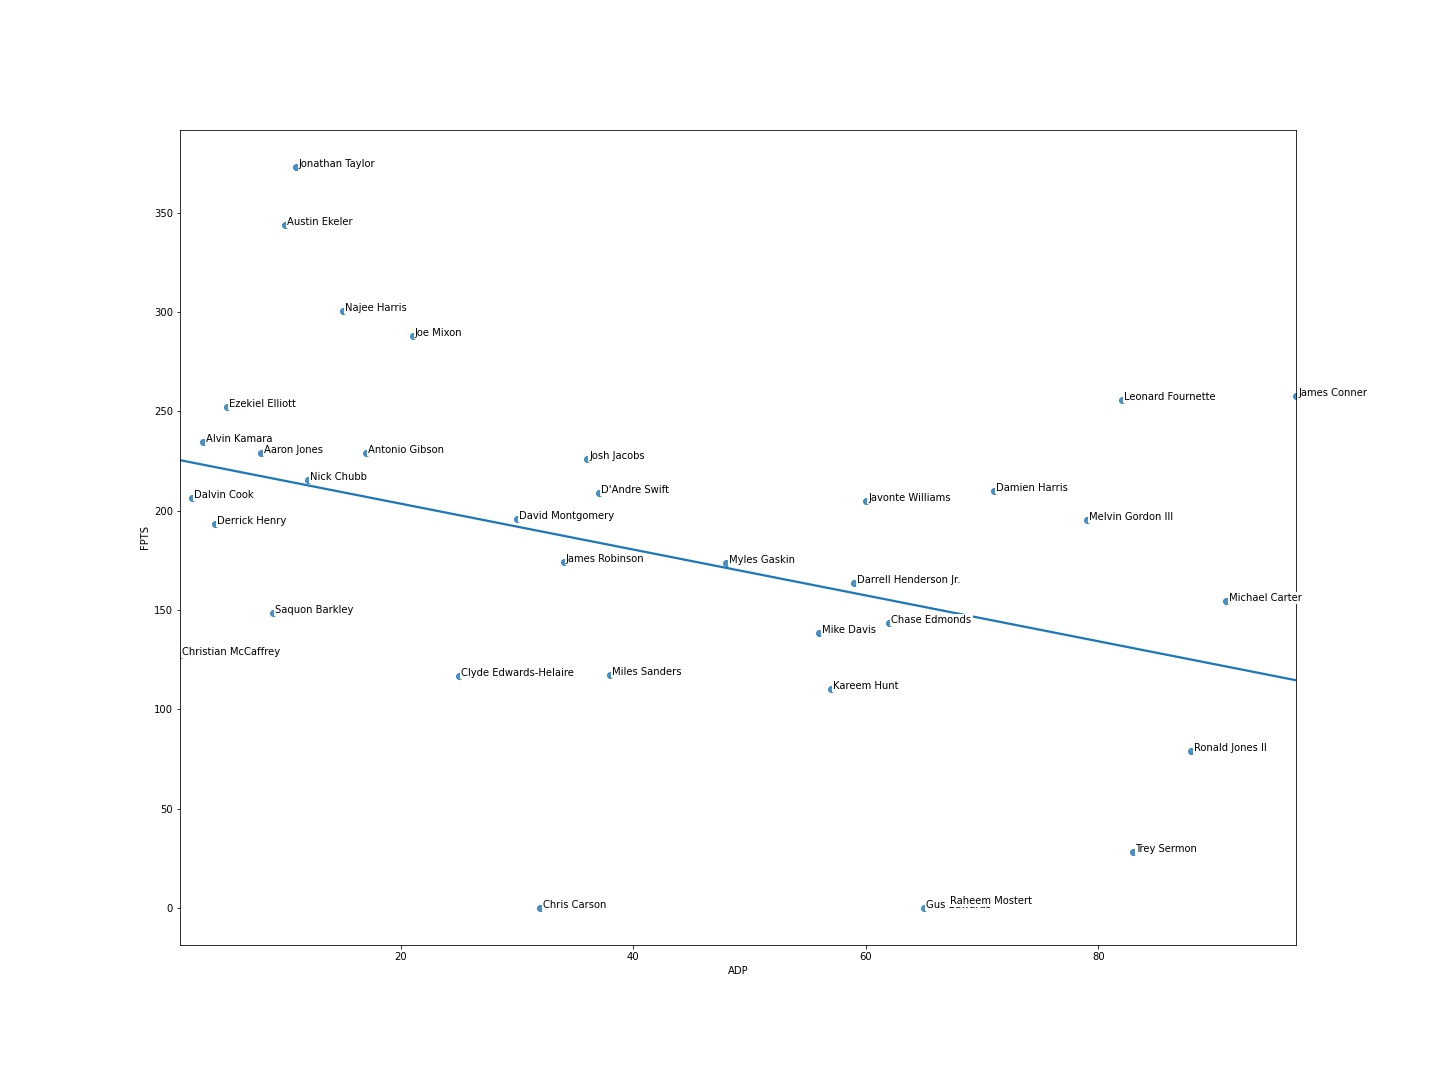 Jonathan Taylor
350
Austin Ekeler
300
Najee Harris
Joe Mixon
James Conner
Leonard Fournette
250
Ezekiel Elliott
Alvin Kamara
Aaron Jones
Antonio Gibson
Josh Jacobs
Nick Chubb
D'Andre Swift
Damien Harris
Dalvin Cook
Javonte Williams
200
David Montgomery
Melvin Gordon III
Derrick Henry
FPTS
James Robinson
Myles Gaskin
Darrell Henderson Jr.
Michael Carter
150
Saquon Barkley
Chase Edmonds
Mike Davis
Christian McCaffrey
Clyde Edwards-Helaire
Miles Sanders
Kareem Hunt
100
Ronald Jones II
50
Trey Sermon
Raheem Mostert
0
Chris Carson
Gus
20
40
60
80
ADP